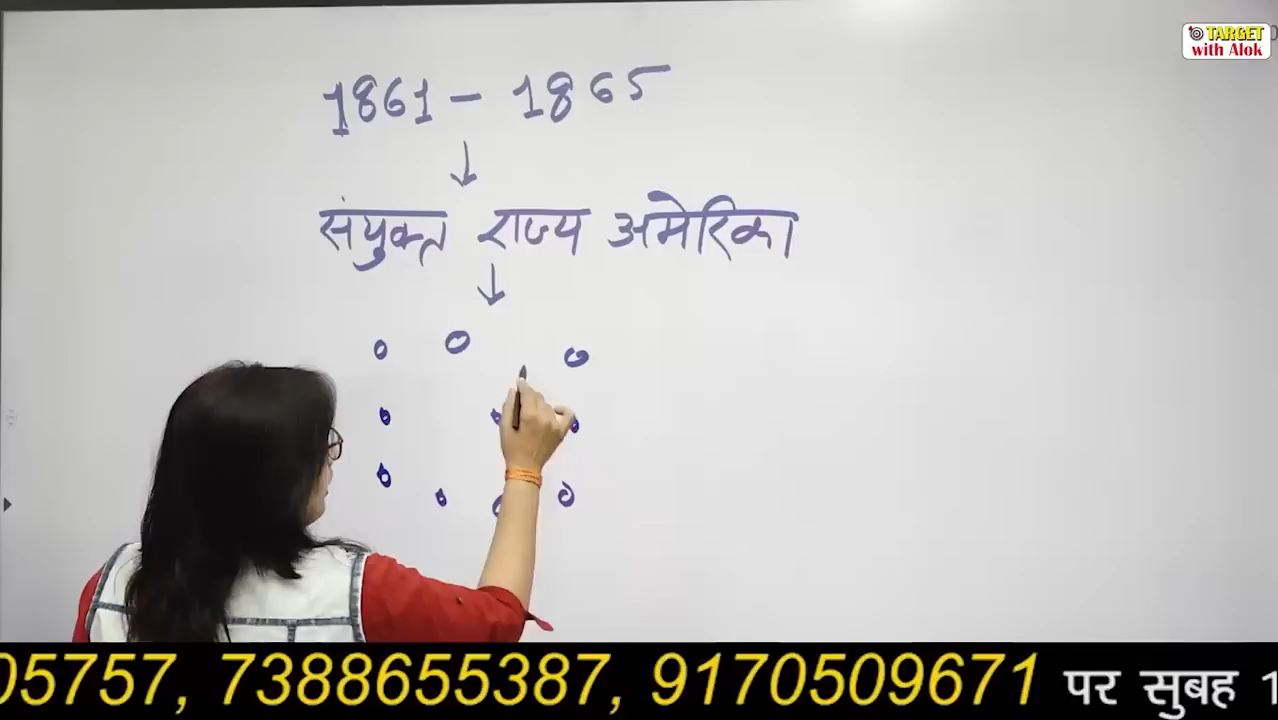 TARGET
with Alok
1861 - 1865
संयुक्त राज्य अमेरिका
05757, 7388655387, 9170509671 पर सुबह 1